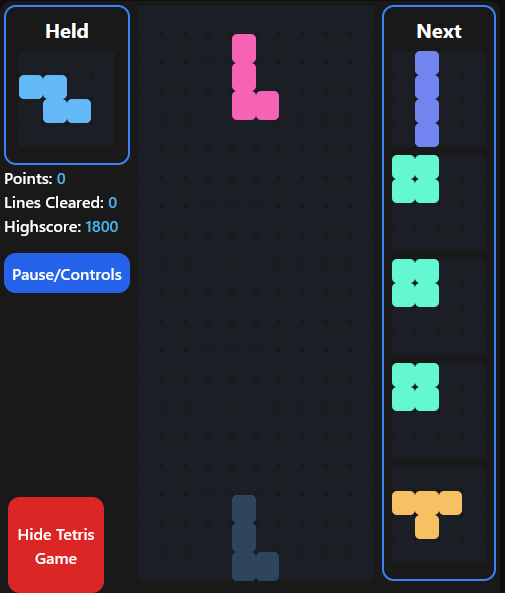 Held
Points: 0
Lines Cleared: 0
Highscore: 1800
Pause/Controls
Hide Tetris
Game
Next